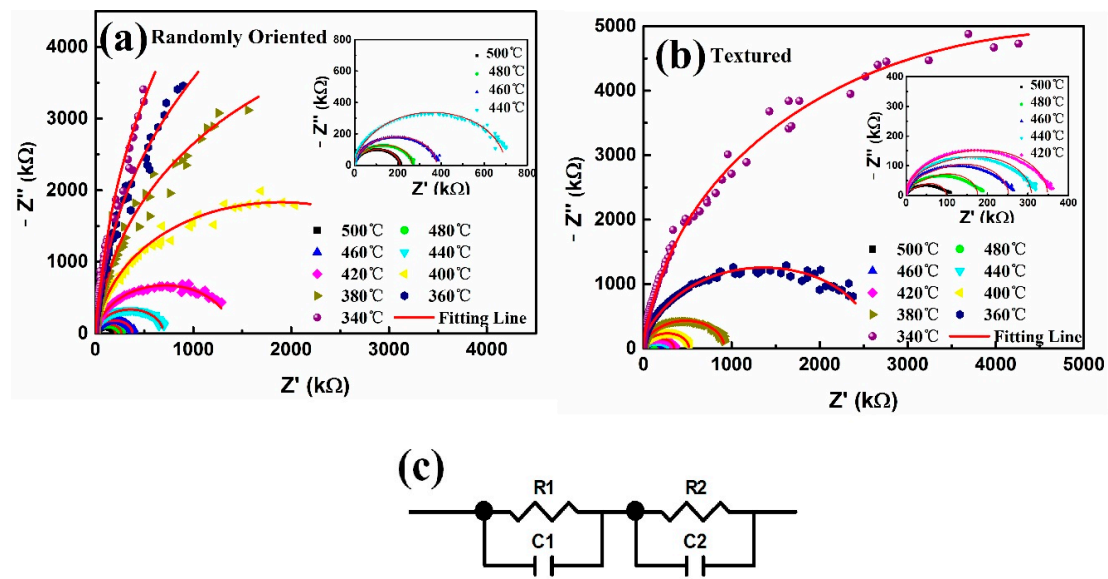 (a) Randomly Oriented
- Z'' (kΩ)
4000
3000
2000
1000
0
0 1000 2000 3000 4000
Z' (kΩ)
500℃ 480℃
460℃ 440℃
420℃ 400℃
380℃ 360℃
340℃ Fitting Line
- Z'' (kΩ)
800
600
400
200
0
0 200 400 600 800
Z' (kΩ)
500℃
480℃
460℃
440℃
(b) Textured
- Z'' (kΩ)
5000
4000
3000
2000
1000
0
0 1000 2000 3000 4000 5000
Z' (kΩ)
500℃ 480℃
460℃ 440℃
420℃ 400℃
380℃ 360℃
340℃ Fitting Line
- Z'' (kΩ)
400
350
300
250
200
150
100
50
0
0 100 200 300 400
Z' (kΩ)
500℃
480℃
460℃
440℃
420℃
(c)
R1 R2
C1 C2